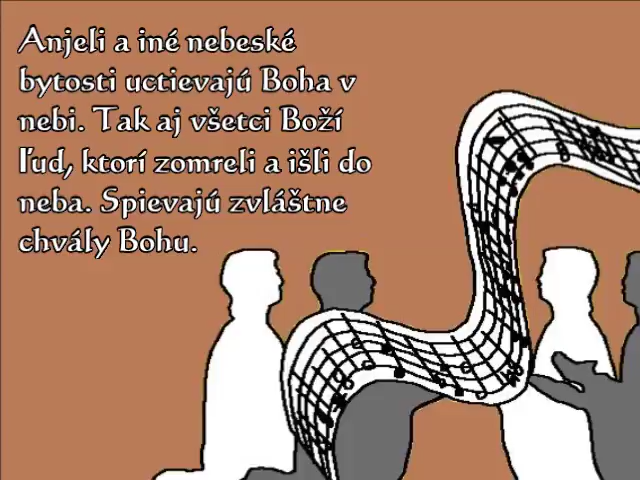 Anjeli a iné nebeské
bytosti uctievajú Boha v
nebi. Tak aj všetci Boží
ľud, ktorí zomreli a išli do
neba. Spievajú zvláštne
chvály Bohu.